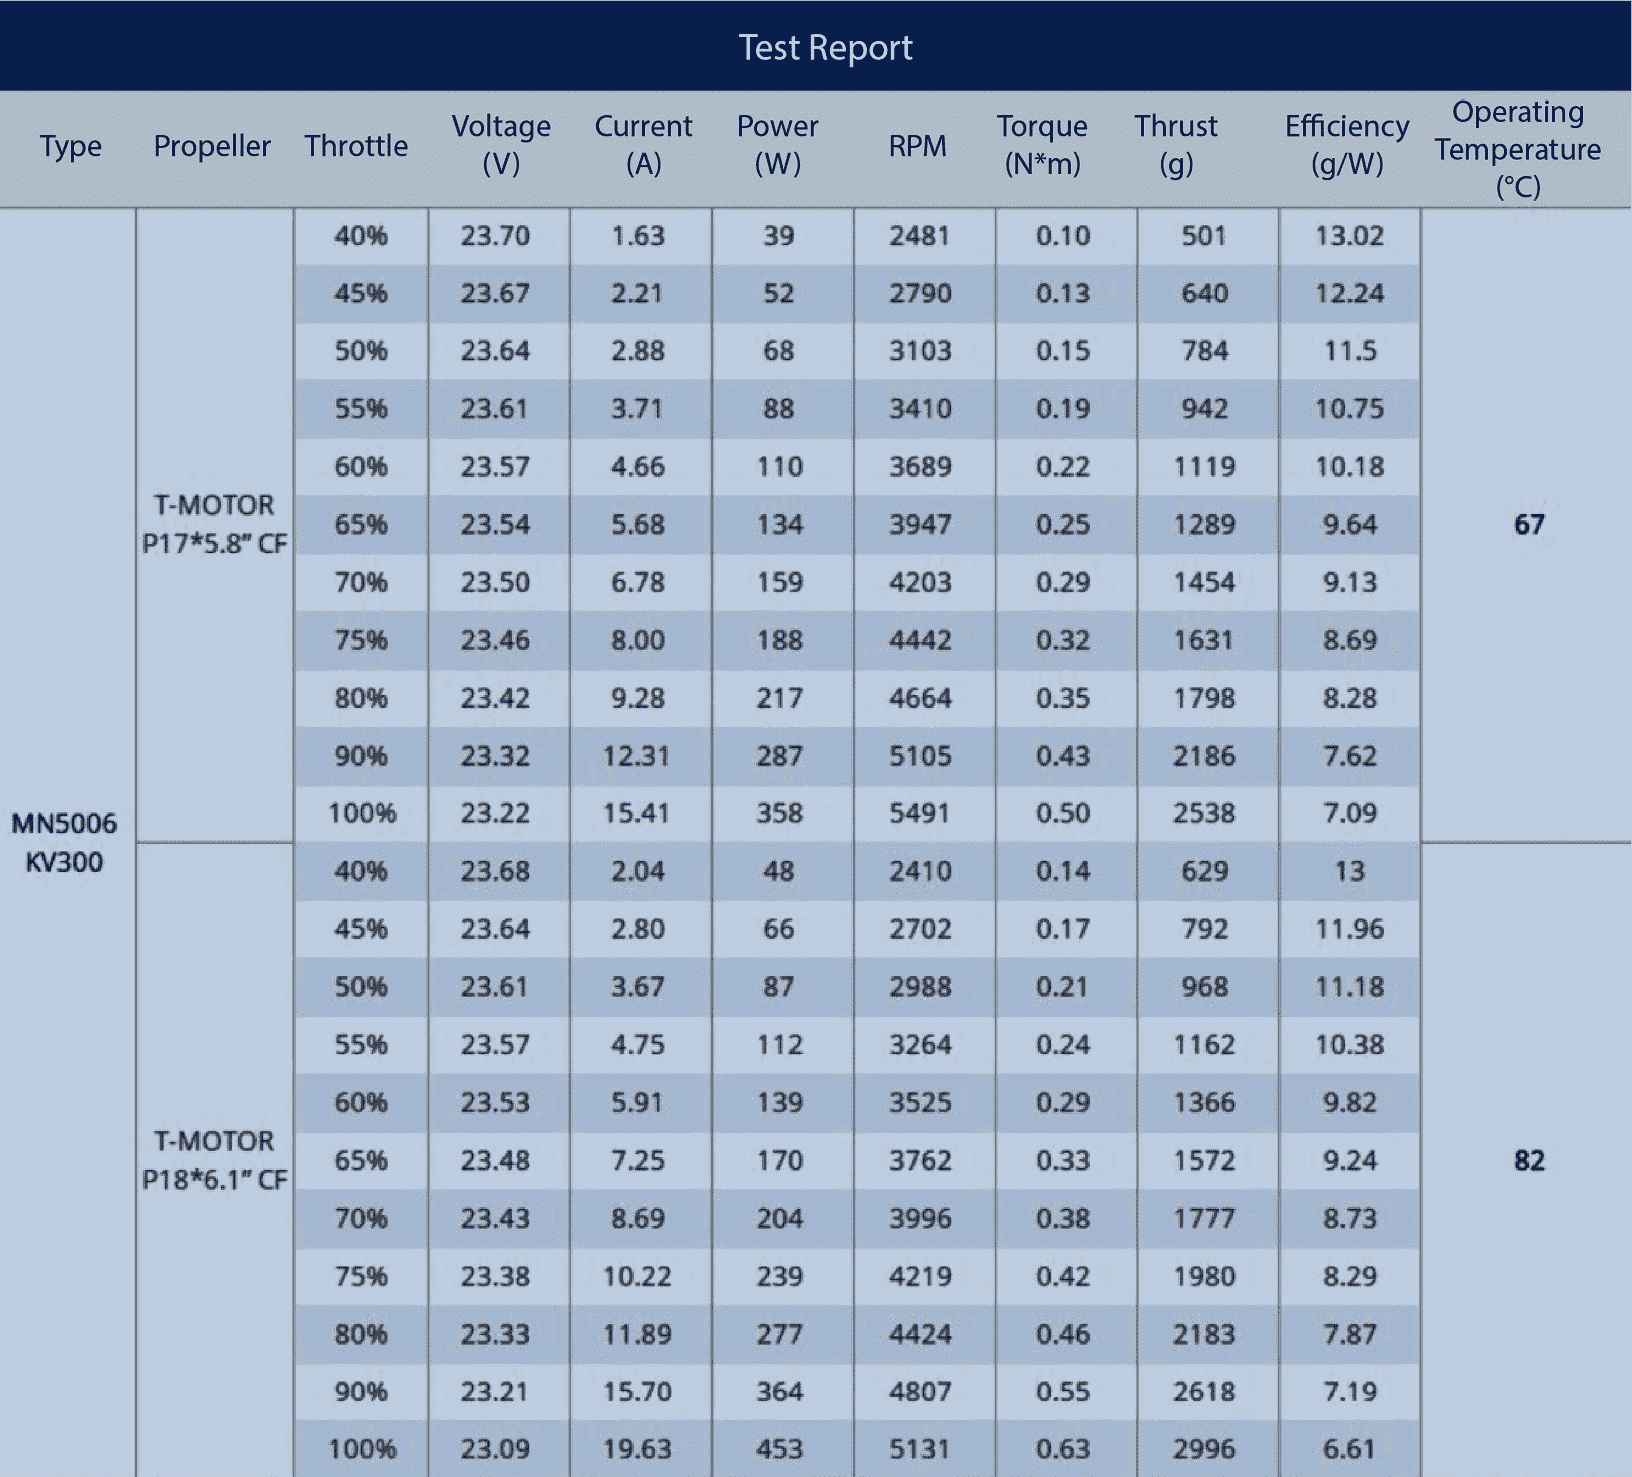 Test Report
Type Propeller Throttle Voltage (V) Current (A) Power (W) RPM Torque (N*m) Thrust (g) Efficiency (g/W) Operating Temperature (°C)
MN5006
KV300
T-MOTOR
P17*5.8" CF
40% 23.70 1.63 39 2481 0.10 501 13.02
45% 23.67 2.21 52 2790 0.13 640 12.24
50% 23.64 2.88 68 3103 0.15 784 11.5
55% 23.61 3.71 88 3410 0.19 942 10.75
60% 23.57 4.66 110 3689 0.22 1119 10.18
65% 23.54 5.68 134 3947 0.25 1289 9.64
70% 23.50 6.78 159 4203 0.29 1454 9.13
75% 23.46 8.00 188 4442 0.32 1631 8.69
80% 23.42 9.28 217 4664 0.35 1798 8.28
90% 23.32 12.31 287 5105 0.43 2186 7.62
100% 23.22 15.41 358 5491 0.50 2538 7.09
67
T-MOTOR
P18*6.1" CF
40% 23.68 2.04 48 2410 0.14 629 13
45% 23.64 2.80 66 2702 0.17 792 11.96
50% 23.61 3.67 87 2988 0.21 968 11.18
55% 23.57 4.75 112 3264 0.24 1162 10.38
60% 23.53 5.91 139 3525 0.29 1366 9.82
65% 23.48 7.25 170 3762 0.33 1572 9.24
70% 23.43 8.69 204 3996 0.38 1777 8.73
75% 23.38 10.22 239 4219 0.42 1980 8.29
80% 23.33 11.89 277 4424 0.46 2183 7.87
90% 23.21 15.70 364 4807 0.55 2618 7.19
100% 23.09 19.63 453 5131 0.63 2996 6.61
82